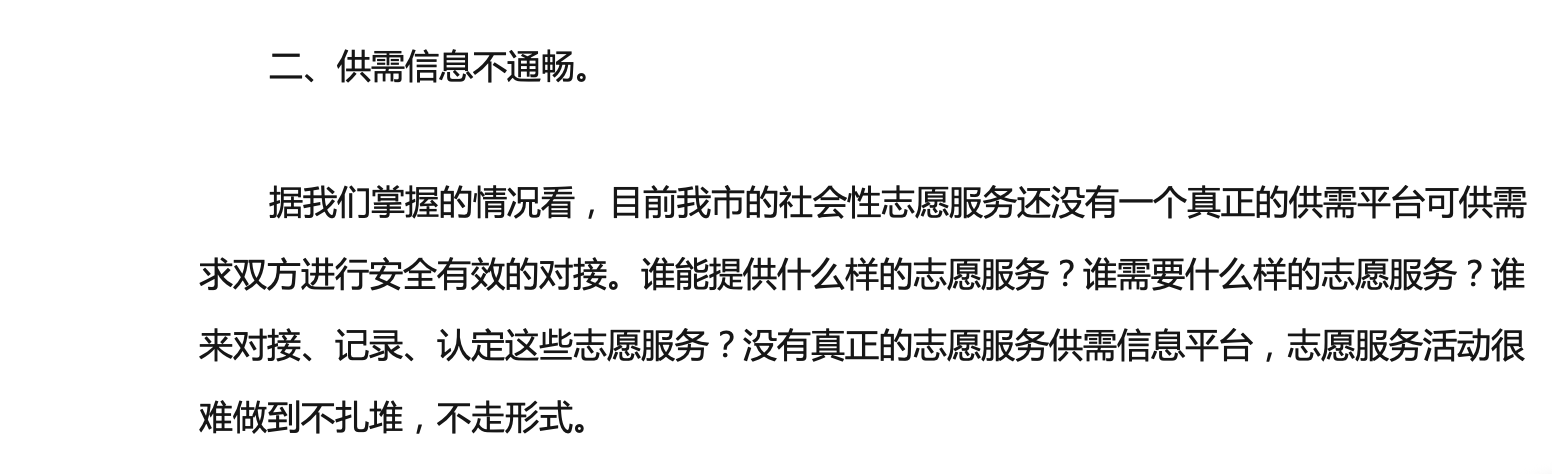 二、供需信息不通畅。
据我们掌握的情况看，目前我市的社会性志愿服务还没有一个真正的供需平台可供需
求双方进行安全有效的对接。谁能提供什么样的志愿服务？谁需要什么样的志愿服务？谁
来对接、记录、认定这些志愿服务？没有真正的志愿服务供需信息平台，志愿服务活动很
难做到不扎堆，不走形式。